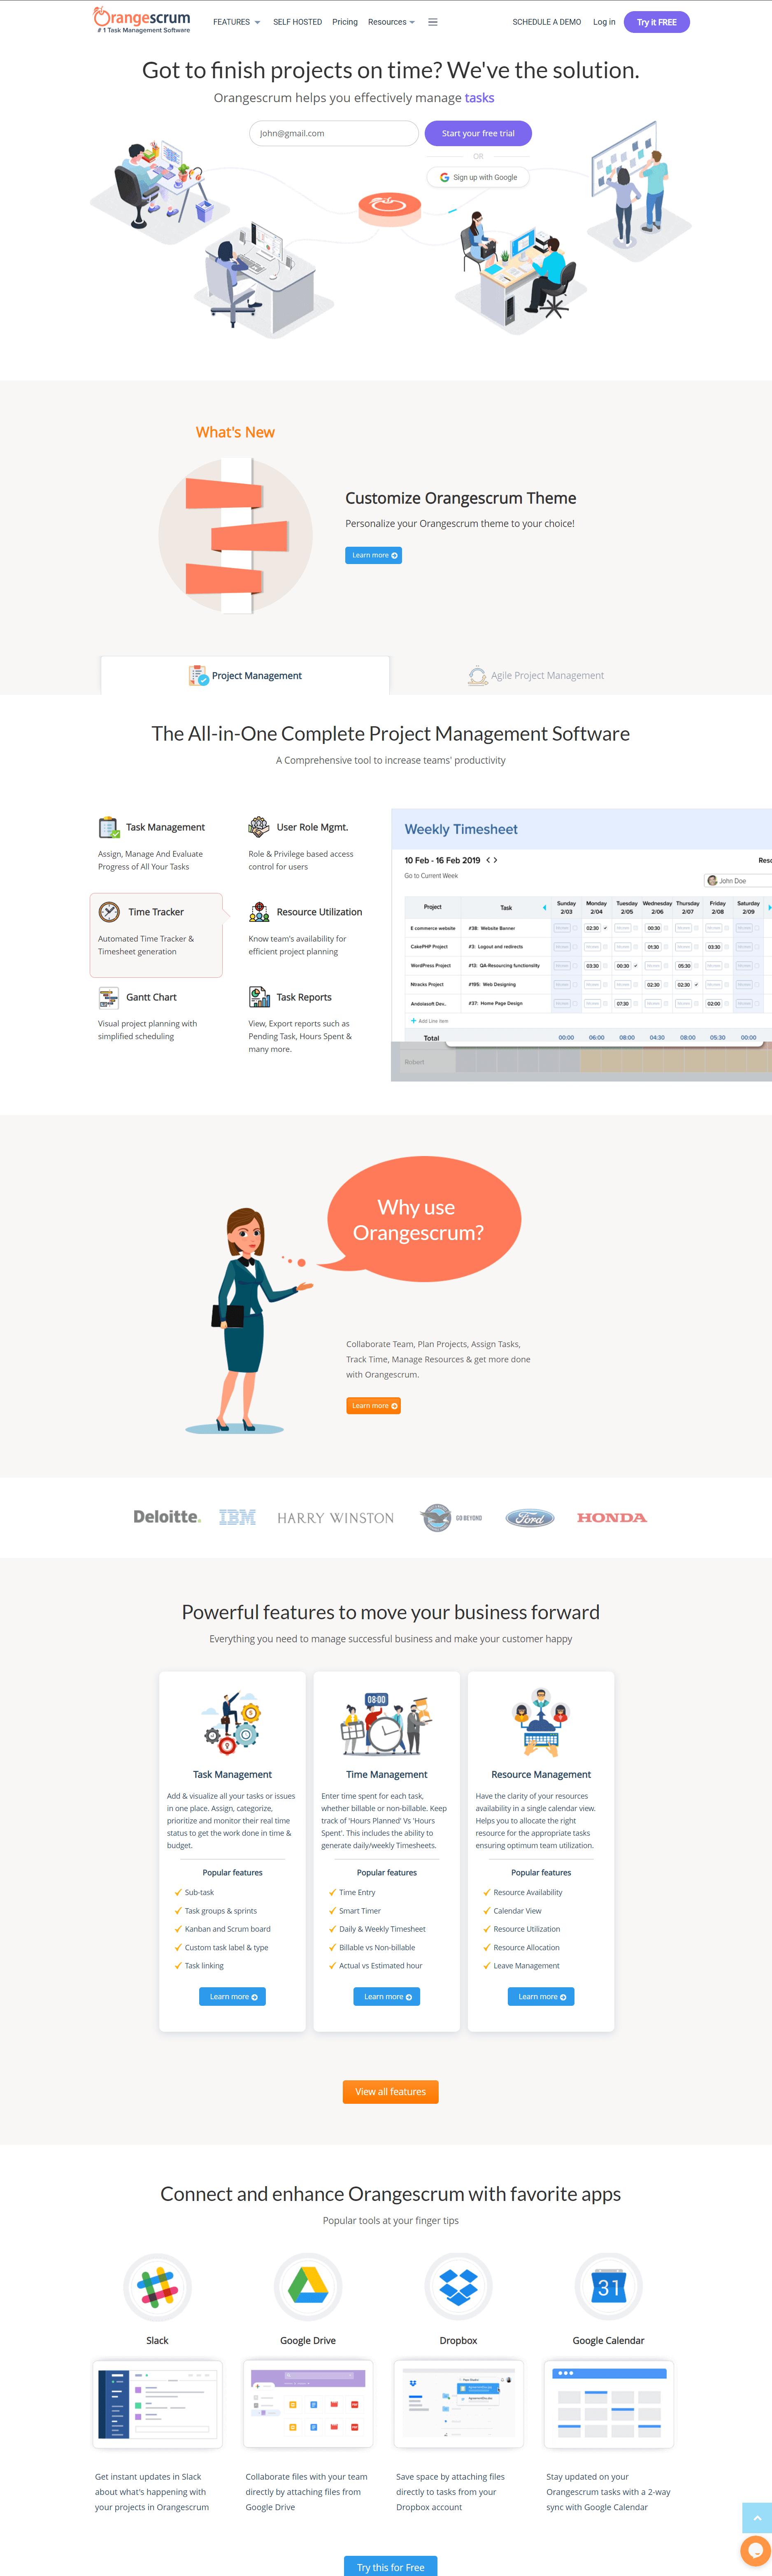 Orangescrum
# 1 Task Management Software
FEATURES
SELF HOSTED
Pricing
Resources
SCHEDULE A DEMO
Log in
Try it FREE
Got to finish projects on time? We've the solution.
Orangescrum helps you effectively manage tasks
John@gmail.com
Start your free trial
OR
Sign up with Google
What's New
Customize Orangescrum Theme
Personalize your Orangescrum theme to your choice!
Learn more
Project Management
Agile Project Management
The All-in-One Complete Project Management Software
A Comprehensive tool to increase teams' productivity
Task Management
Assign, Manage And Evaluate
Progress of All Your Tasks
User Role Mgmt.
Role & Privilege based access
control for users
Time Tracker
Automated Time Tracker &
Timesheet generation
Resource Utilization
Know team's availability for
efficient project planning
Gantt Chart
Visual project planning with
simplified scheduling
Task Reports
View, Export reports such as
Pending Task, Hours Spent &
many more.
Weekly Timesheet
10 Feb - 16 Feb 2019
Reso
Go to Current Week
John Doe
Project Task Sunday Monday Tuesday Wednesday Thursday Friday Saturday
2/03 2/04 2/05 2/06 2/07 2/08 2/09
E commerce website #38: Website Banner 02:30 00:30
CakePHP Project #3: Logout and redirects 01:30 03:30
WordPress Project #13: QA-Resourcing functionality 03:30 00:30 05:30
Ntracks Project #195: Web Designing 02:30 02:30
Andolasoft Dev.. #37: Home Page Design 07:30 02:00
Add Line Item
Total 00:00 06:00 08:00 04:30 08:00 05:30 00:00
Robert
Why use
Orangescrum?
Collaborate Team, Plan Projects, Assign Tasks,
Track Time, Manage Resources & get more done
with Orangescrum.
Learn more
Deloitte.
IBM
HARRY WINSTON
GO BEYOND
Ford
HONDA
Powerful features to move your business forward
Everything you need to manage successful business and make your customer happy
Task Management
Add & visualize all your tasks or issues
in one place. Assign, categorize,
prioritize and monitor their real time
status to get the work done in time &
budget.
Popular features
Sub-task
Task groups & sprints
Kanban and Scrum board
Custom task label & type
Task linking
Learn more
08:00
Time Management
Enter time spent for each task,
whether billable or non-billable. Keep
track of 'Hours Planned' Vs 'Hours
Spent'. This includes the ability to
generate daily/weekly Timesheets.
Popular features
Time Entry
Smart Timer
Daily & Weekly Timesheet
Billable vs Non-billable
Actual vs Estimated hour
Learn more
Resource Management
Have the clarity of your resources
availability in a single calendar view.
Helps you to allocate the right
resource for the appropriate tasks
ensuring optimum team utilization.
Popular features
Resource Availability
Calendar View
Resource Utilization
Resource Allocation
Leave Management
Learn more
View all features
Connect and enhance Orangescrum with favorite apps
Popular tools at your finger tips
31
Slack
Google Drive
Dropbox
Google Calendar
Get instant updates in Slack
about what's happening with
your projects in Orangescrum
Collaborate files with your team
directly by attaching files from
Google Drive
Save space by attaching files
directly to tasks from your
Dropbox account
Stay updated on your
Orangescrum tasks with a 2-way
sync with Google Calendar
Try this for Free